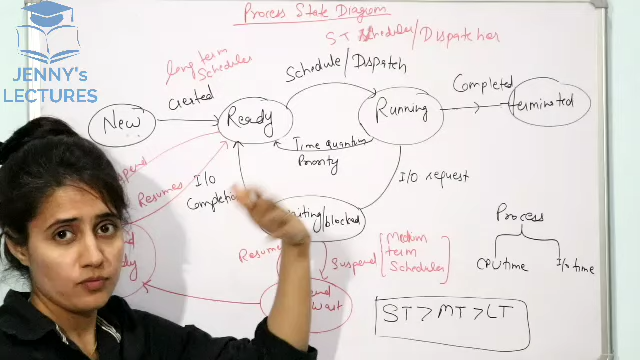 Process State Diagram
ST Scheduler/Dispatcher
JENNY's
LECTURES
long term
Scheduler
Schedule/Dispatch
Created
Completed
New
Ready
Running
terminated
Time quantum
Priority
Suspend
Resumes
I/O
Completion
I/O request
waiting/blocked
Process
CPU time
I/o time
Resume
Suspend
Medium
term
Scheduler
wait
ST > MT > LT